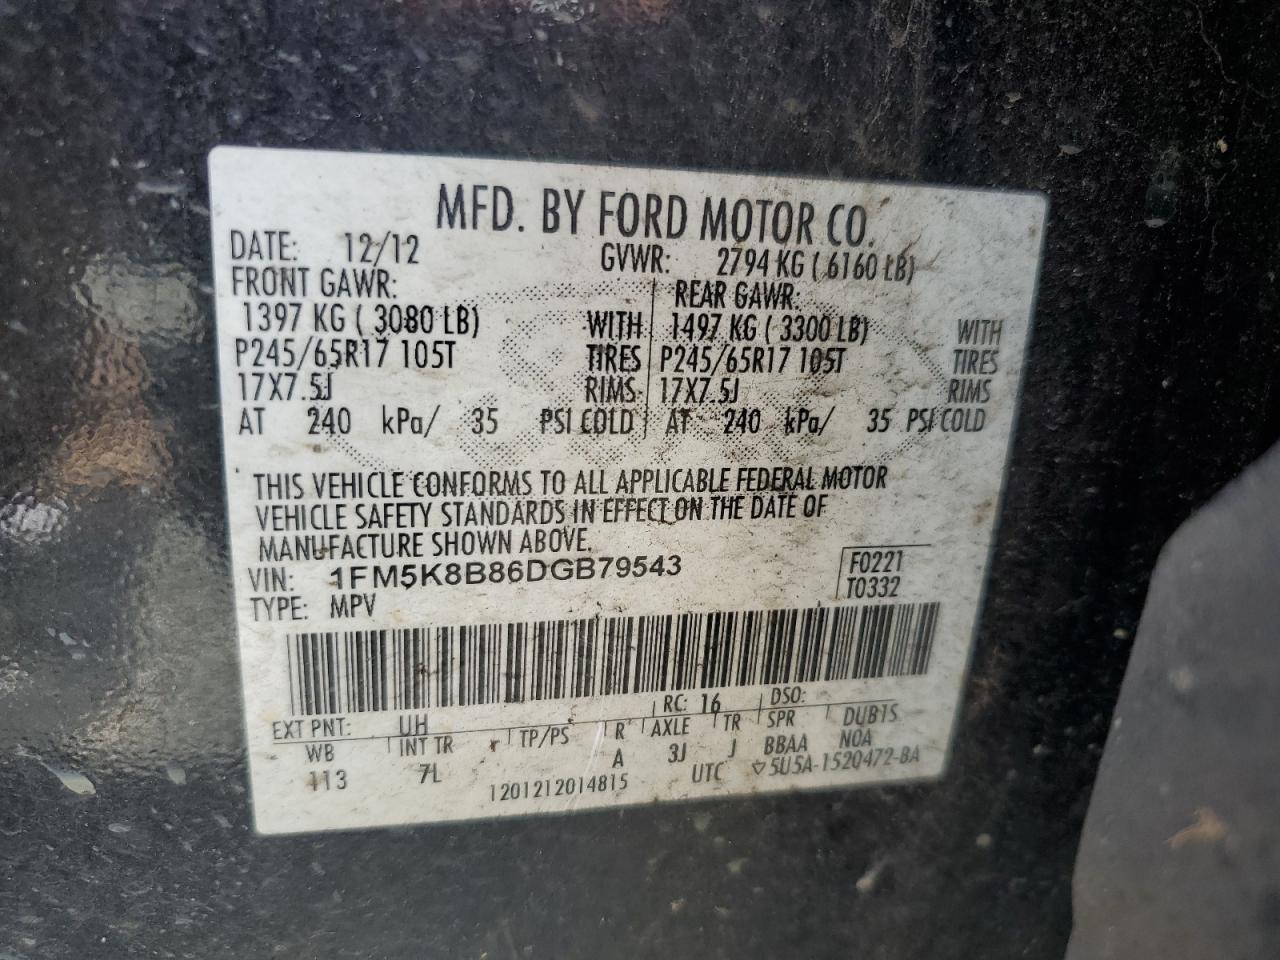 MFD. BY FORD MOTOR CO.
DATE: 12/12 GVWR: 2794 KG ( 6160 LB)
FRONT GAWR: REAR GAWR:
1397 KG ( 3080 LB) WITH 1497 KG ( 3300 LB) WITH
P245/65R17 105T TIRES P245/65R17 105T TIRES
17X7.5J RIMS 17X7.5J RIMS
AT 240 kPa/ 35 PSI COLD AT 240 kPa/ 35 PSI COLD
THIS VEHICLE CONFORMS TO ALL APPLICABLE FEDERAL MOTOR
VEHICLE SAFETY STANDARDS IN EFFECT ON THE DATE OF
MANUFACTURE SHOWN ABOVE.
VIN: 1FM5K8B86DGB79543 F0221
TYPE: MPV T0332
EXT PNT: UH RC: 16 DSO:
WB INT TR TP/PS R AXLE TR SPR DUB1S
113 7L A 3J J BBAA NOA
1201212014815 UTC ▽5U5A-1520472-BA